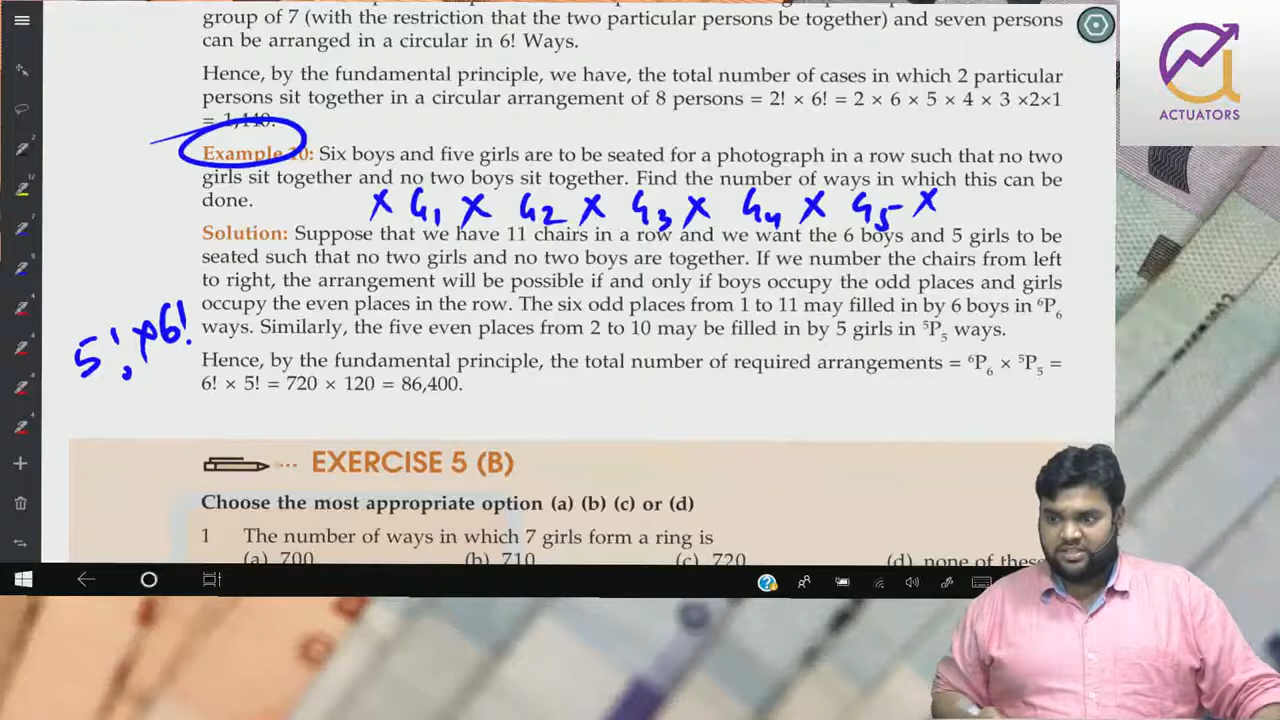 group of 7 (with the restriction that the two particular persons be together) and seven persons
can be arranged in a circular in 6! Ways.
Hence, by the fundamental principle, we have, the total number of cases in which 2 particular
persons sit together in a circular arrangement of 8 persons = 2! × 6! = 2 × 6 × 5 × 4 × 3 ×2×1
= 1,440.
Example 10: Six boys and five girls are to be seated for a photograph in a row such that no two
girls sit together and no two boys sit together. Find the number of ways in which this can be
done.
× G1 × G2 × G3 × G4 × G5 ×
Solution: Suppose that we have 11 chairs in a row and we want the 6 boys and 5 girls to be
seated such that no two girls and no two boys are together. If we number the chairs from left
to right, the arrangement will be possible if and only if boys occupy the odd places and girls
occupy the even places in the row. The six odd places from 1 to 11 may filled in by 6 boys in ⁶P₆
ways. Similarly, the five even places from 2 to 10 may be filled in by 5 girls in ⁵P₅ ways.
5! × 6!
Hence, by the fundamental principle, the total number of required arrangements = ⁶P₆ × ⁵P₅ =
6! × 5! = 720 × 120 = 86,400.
EXERCISE 5 (B)
Choose the most appropriate option (a) (b) (c) or (d)
1 The number of ways in which 7 girls form a ring is
(a) 700 (b) 710 (c) 720 (d) none of these
ACTUATORS